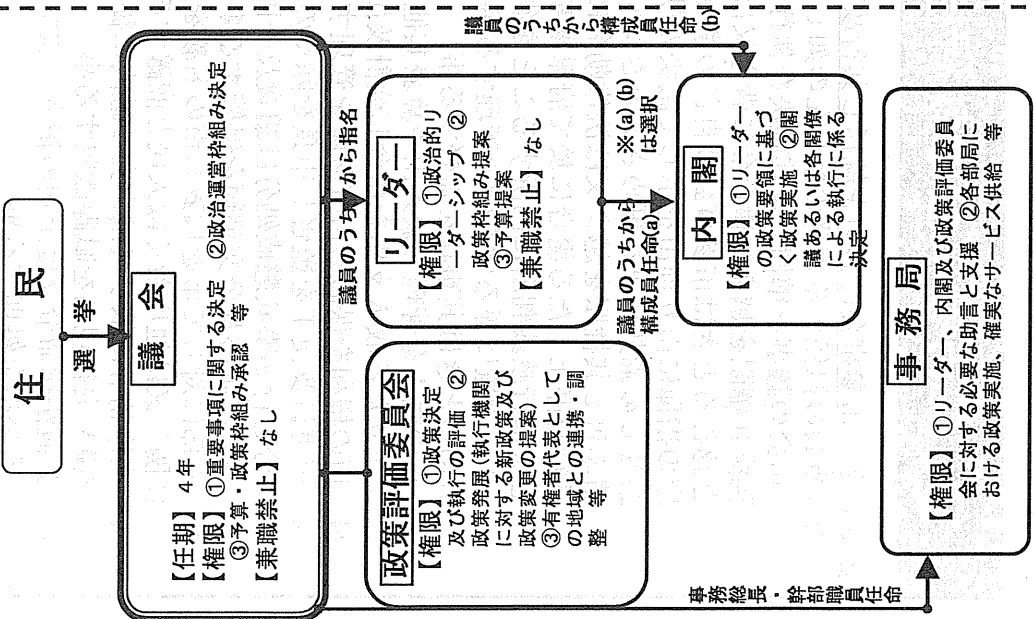 住民
選挙
議会
【任期】 4年
【権限】 ①重要事項に関する決定 ②政治運営枠組み決定
③予算・政策枠組み承認 等
【兼職禁止】 なし
議員のうちから指名
議員のうちから構成員任命(b)
リーダー
【権限】 ①政治的リ
ーダーシップ ②
政策枠組み提案
③予算提案
【兼職禁止】 なし
政策評価委員会
【権限】 ①政策決定
及び執行の評価 ②
政策発展(執行機関
に対する新政策及び
政策変更の提案)
③有権者代表として
の地域との連携・調
整 等
議員のうちから
構成員任命(a)
※(a)(b)
は選択
内閣
【権限】 ①リーダー
の政策要領に基づ
く政策実施 ②閣
議あるいは各閣僚
による執行に係る
決定
事務総長・幹部職員任命
事務局
【権限】 ①リーダー、内閣及び政策評価委員
会に対する必要な助言と支援 ②各部局に
おける政策実施、確実なサービス供給 等